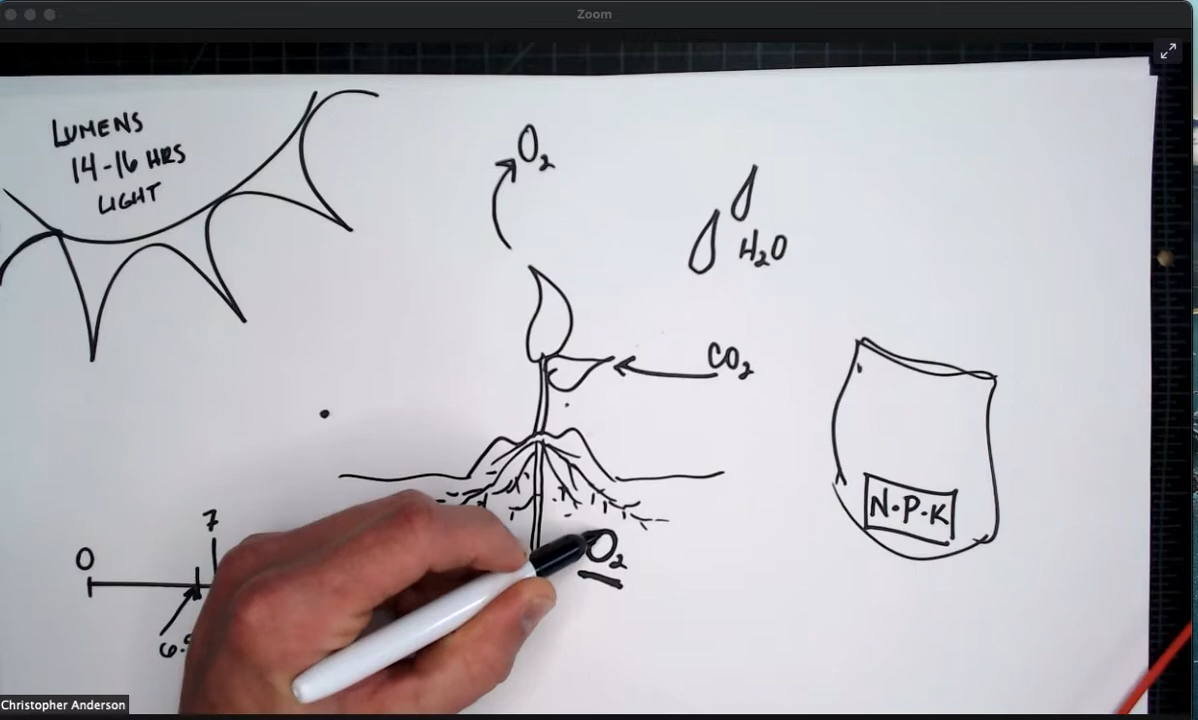 Zoom
LUMENS
14-16 HRS
LIGHT
O₂
H₂O
CO₂
N·P·K
7
0
O₂
Christopher Anderson